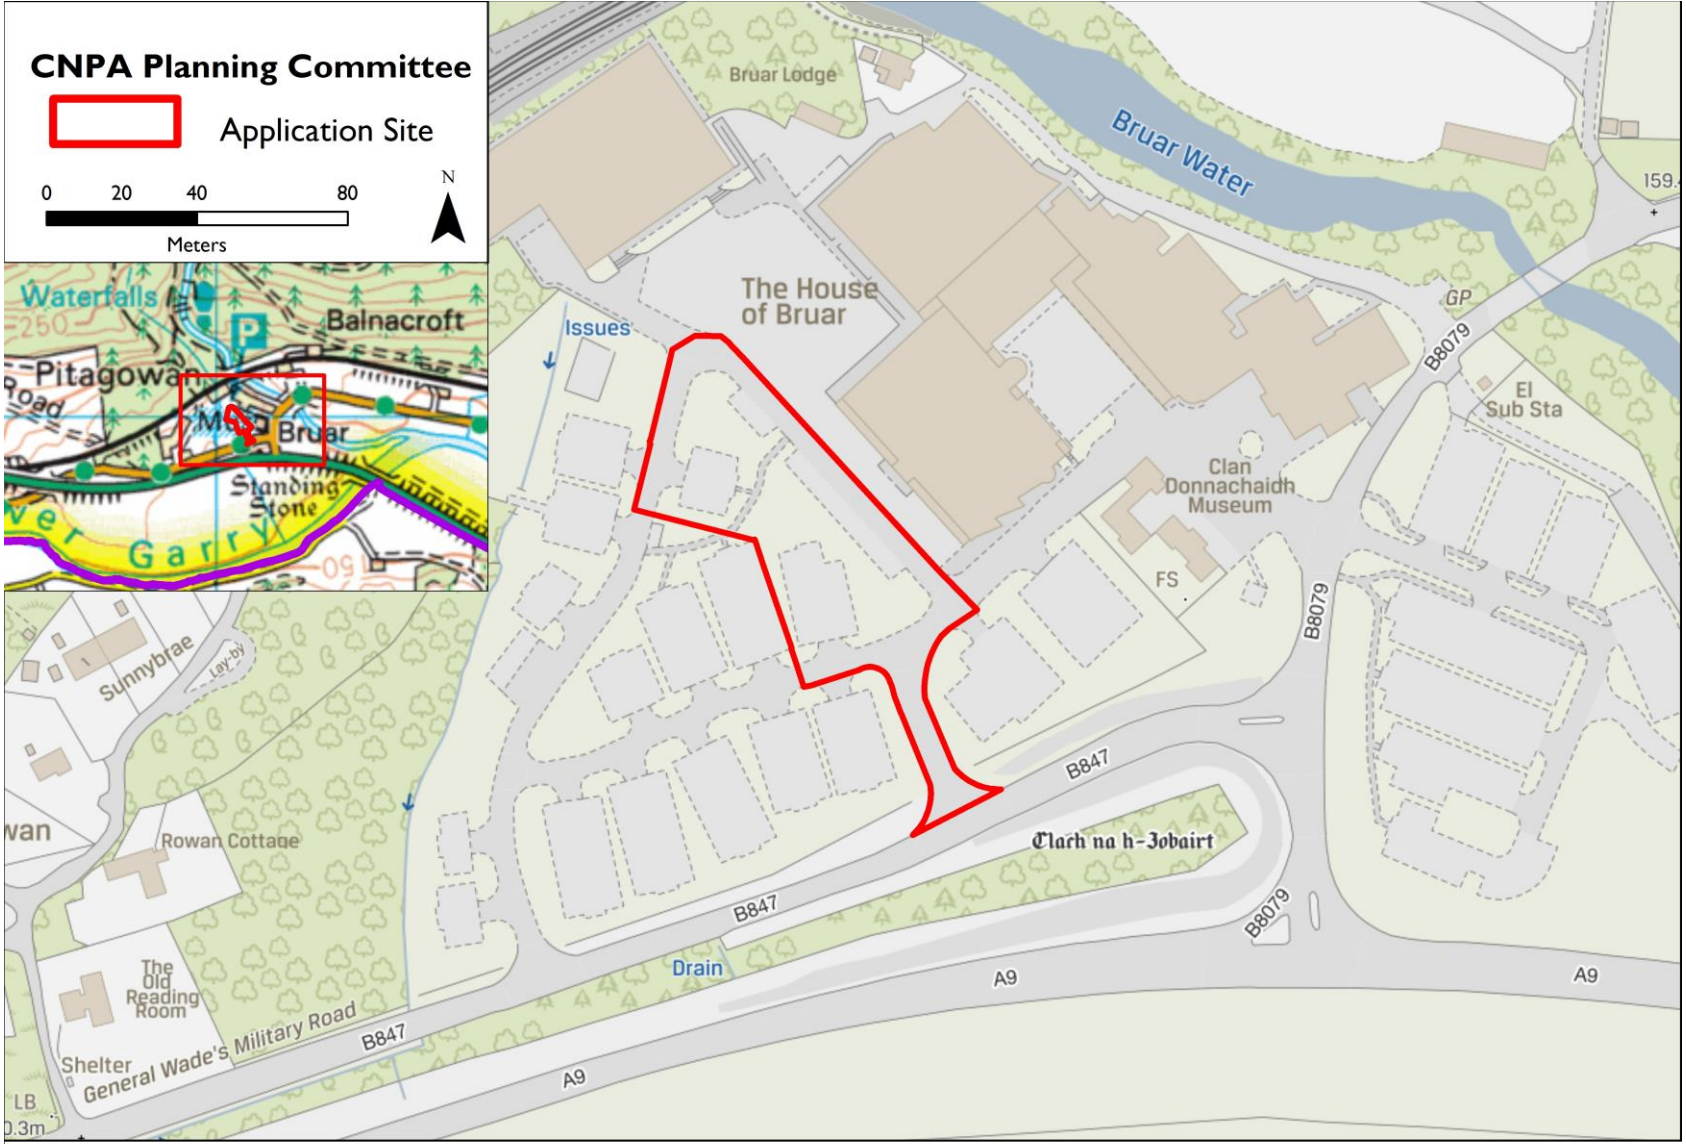 CNPA Planning Committee
Application Site
0 20 40 80
Meters
N
Waterfalls
P
250
Balnacroft
Pitagowan
Road
Bruar
Standing
Stone
ver Garry
150
Bruar Lodge
Bruar Water
159.
The House
of Bruar
Issues
GP
B8079
El
Sub Sta
Clan
Donnachaidh
Museum
FS
B8079
Sunnybrae
1
Lay-by
B847
Clach na h-Iobairt
wan
Rowan Cottage
B847
B8079
Drain
A9
A9
The
Old
Reading
Room
General Wade's Military Road
B847
Shelter
A9
LB
0.3m